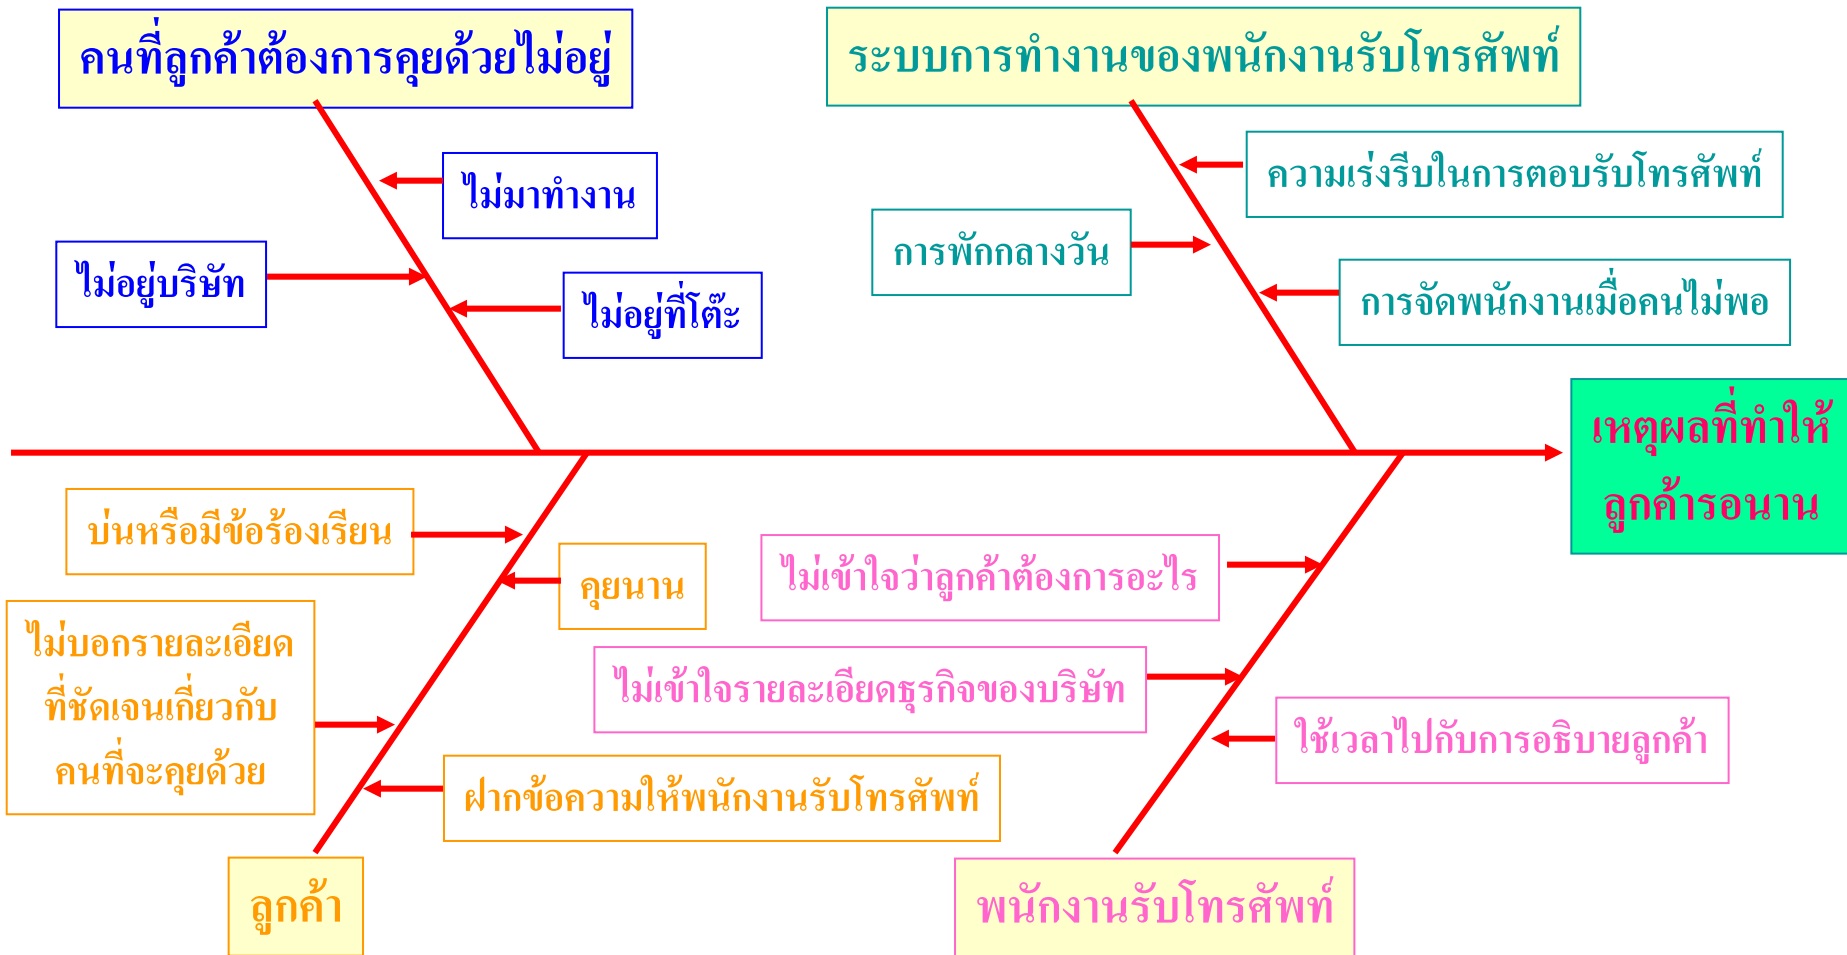 คนที่ลูกค้าต้องการคุยด้วยไม่อยู่
ระบบการทำงานของพนักงานรับโทรศัพท์
ไม่มาทำงาน
ความเร่งรีบในการตอบรับโทรศัพท์
ไม่อยู่บริษัท
การพักกลางวัน
ไม่อยู่ที่โต๊ะ
การจัดพนักงานเมื่อคนไม่พอ
เหตุผลที่ทำให้
ลูกค้ารอนาน
บ่นหรือมีข้อร้องเรียน
คุยนาน
ไม่เข้าใจว่าลูกค้าต้องการอะไร
ไม่บอกรายละเอียด
ที่ชัดเจนเกี่ยวกับ
คนที่จะคุยด้วย
ไม่เข้าใจรายละเอียดธุรกิจของบริษัท
ใช้เวลาไปกับการอธิบายลูกค้า
ฝากข้อความให้พนักงานรับโทรศัพท์
ลูกค้า
พนักงานรับโทรศัพท์